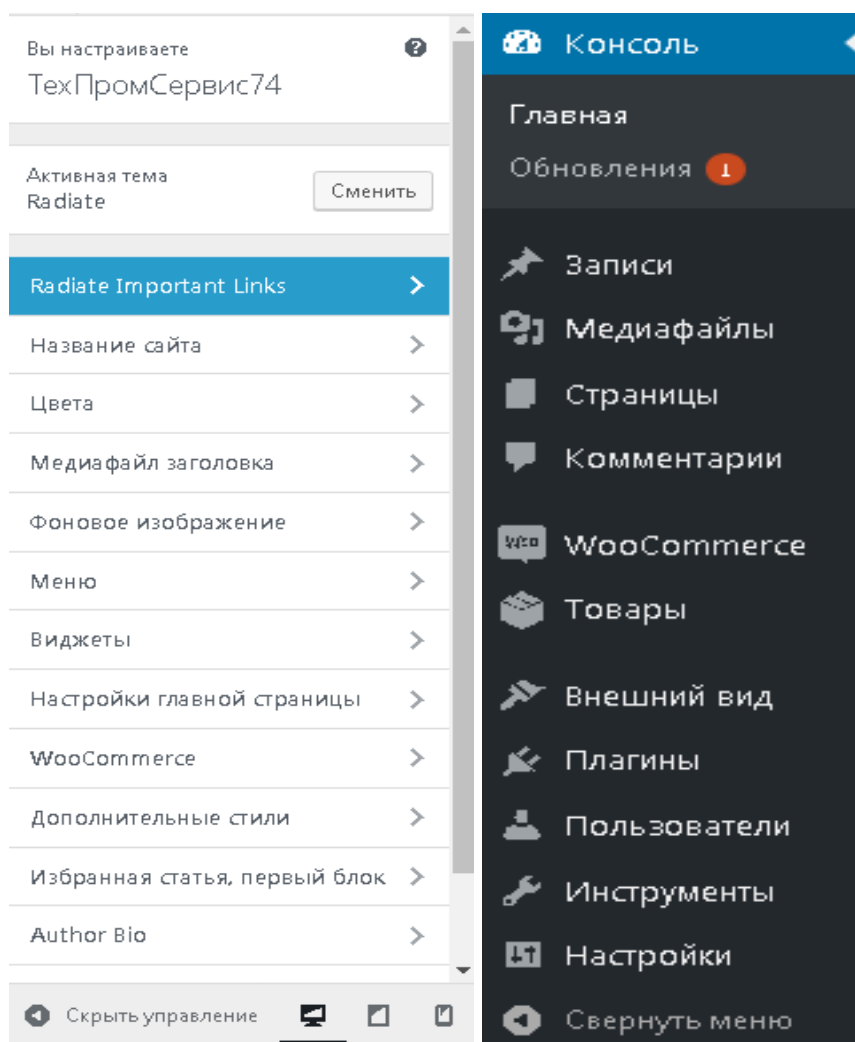 Вы настраиваете
ТехПромСервис74
Активная тема
Radiate
Сменить
Radiate Important Links
Название сайта
Цвета
Медиафайл заголовка
Фоновое изображение
Меню
Виджеты
Настройки главной страницы
WooCommerce
Дополнительные стили
Избранная статья, первый блок
Author Bio
Скрыть управление
Консоль
Главная
Обновления 1
Записи
Медиафайлы
Страницы
Комментарии
Woo WooCommerce
Товары
Внешний вид
Плагины
Пользователи
Инструменты
Настройки
Свернуть меню